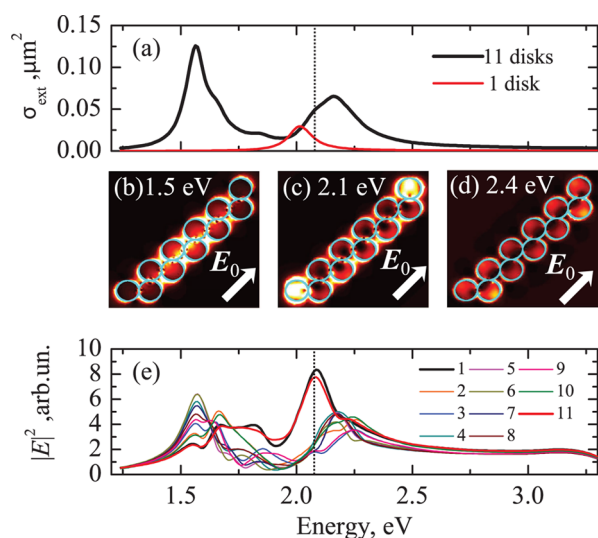 (a)
σext ,μm²
0.15
0.10
0.05
0.00
11 disks
1 disk
(b) 1.5 eV
E0
(c) 2.1 eV
E0
(d) 2.4 eV
E0
(e)
|E|² ,arb.un.
10
8
6
4
2
0
1 5 9
2 6 10
3 7 11
4 8
1.5 2.0 2.5 3.0
Energy, eV